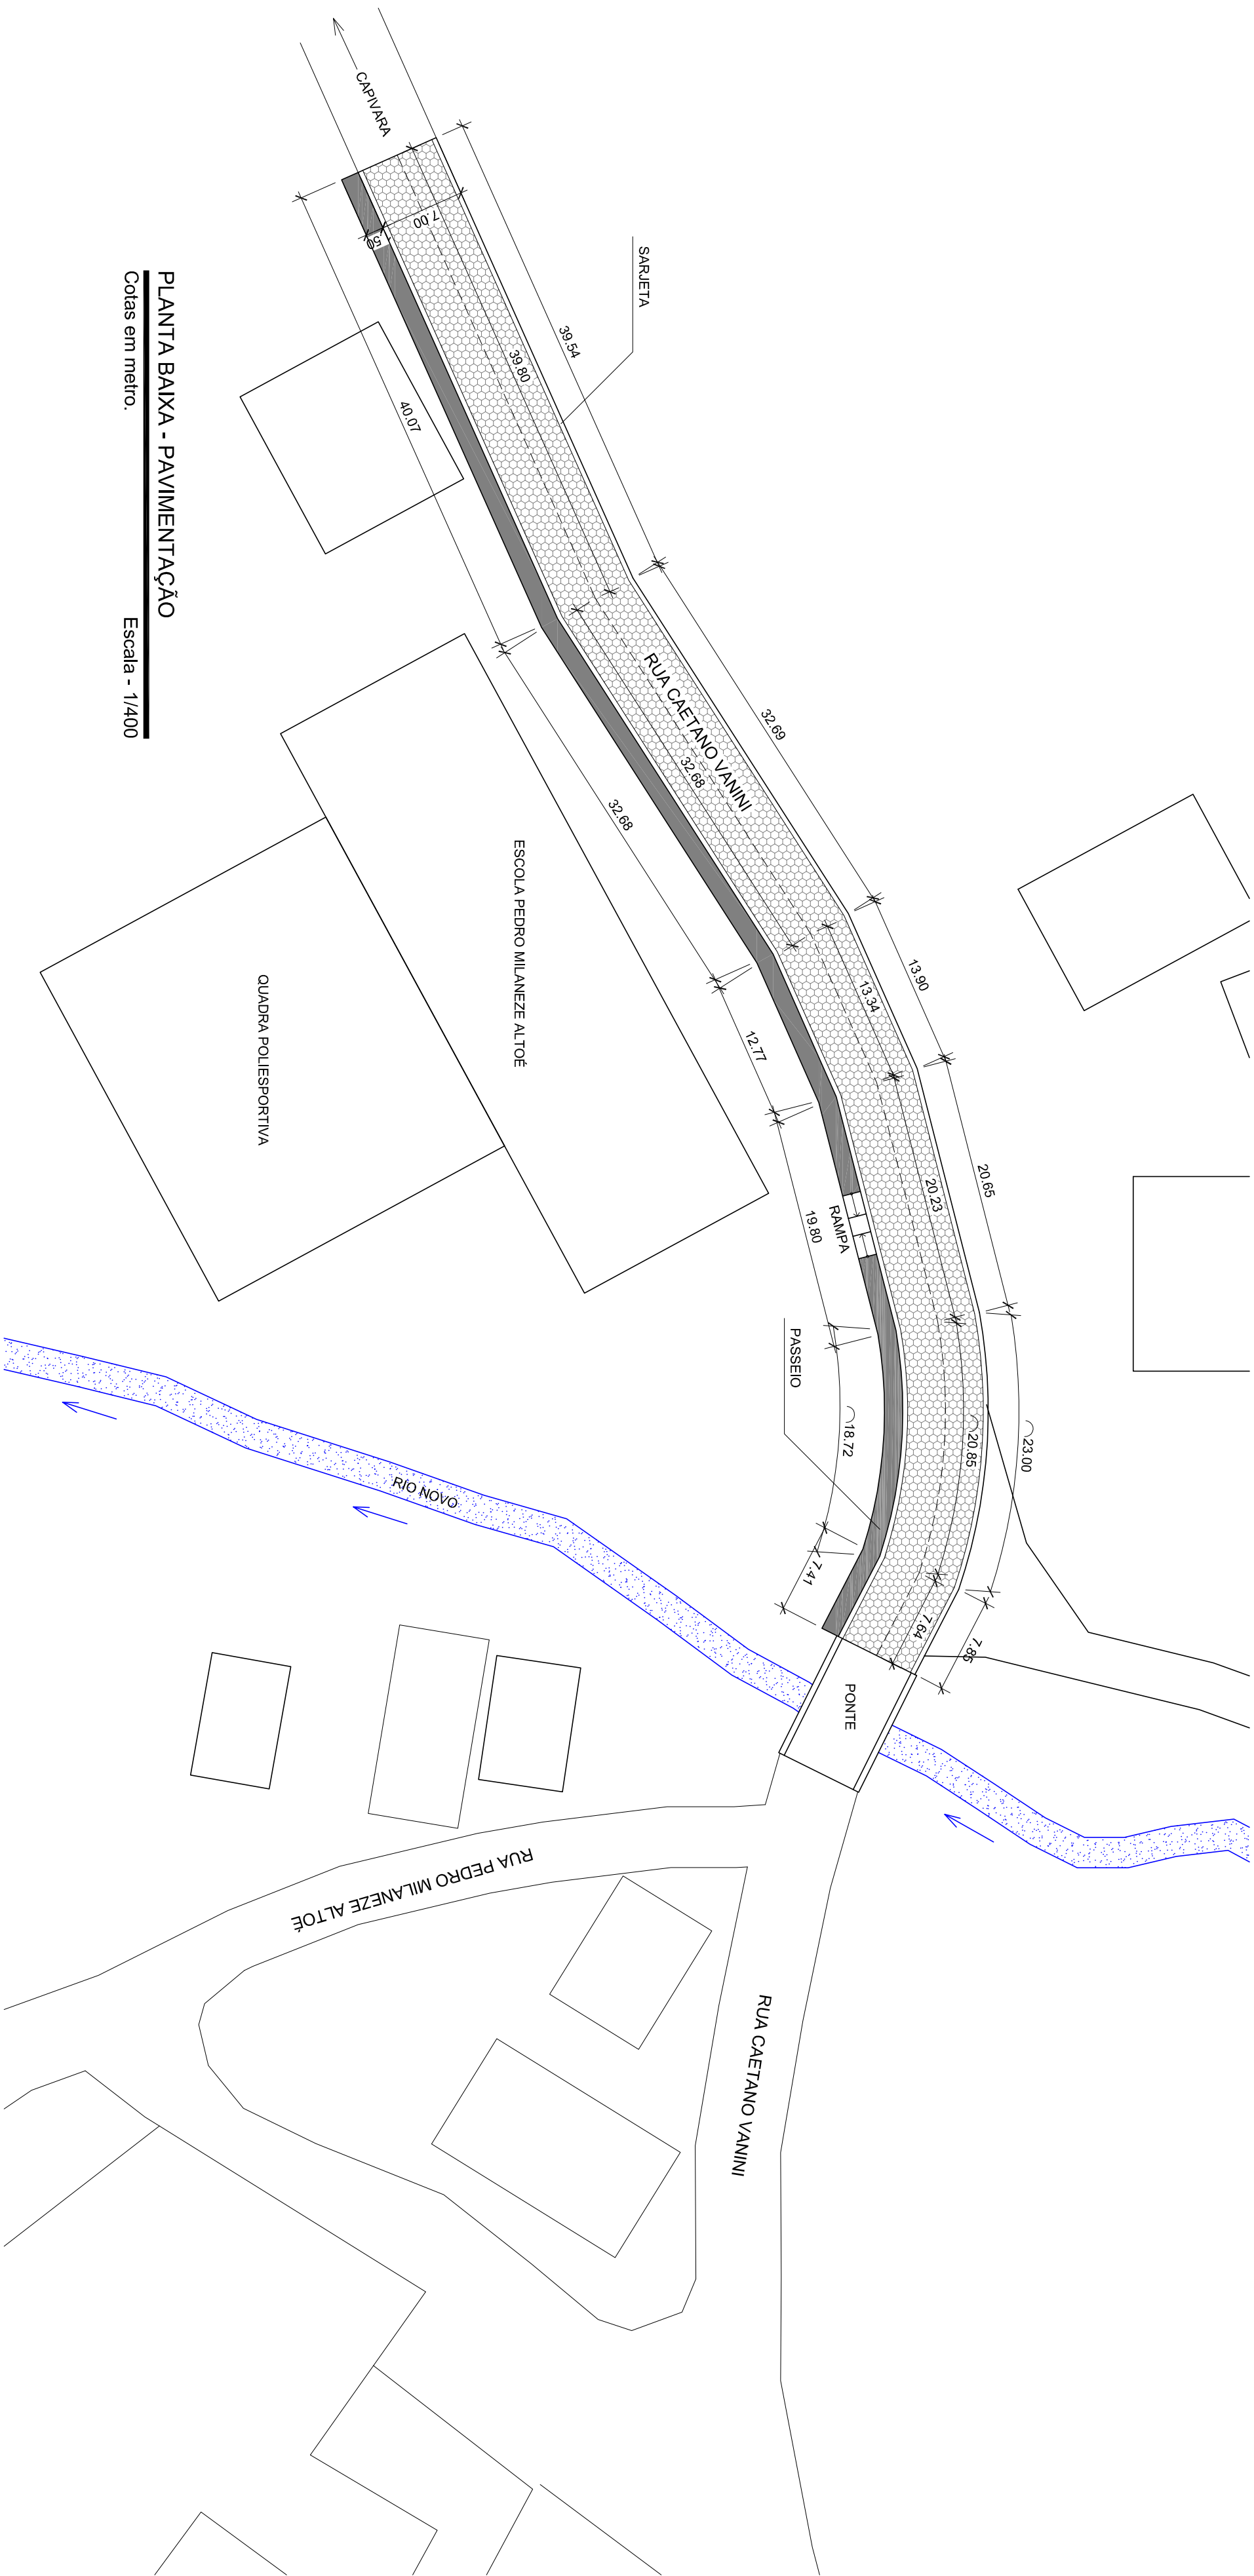 CAPIVARA
7.00
.50
SARJETA
39.54
39.80
40.07
PLANTA BAIXA - PAVIMENTAÇÃO
Cotas em metro.
Escala - 1/400
RUA CAETANO VANINI
32.69
32.68
32.68
ESCOLA PEDRO MILANEZE ALTOÉ
QUADRA POLIESPORTIVA
13.90
13.34
12.77
20.65
20.23
19.80
RAMPA
PASSEIO
23.00
20.85
18.72
7.41
7.64
7.85
RIO NOVO
PONTE
RUA PEDRO MILANEZE ALTOÉ
RUA CAETANO VANINI